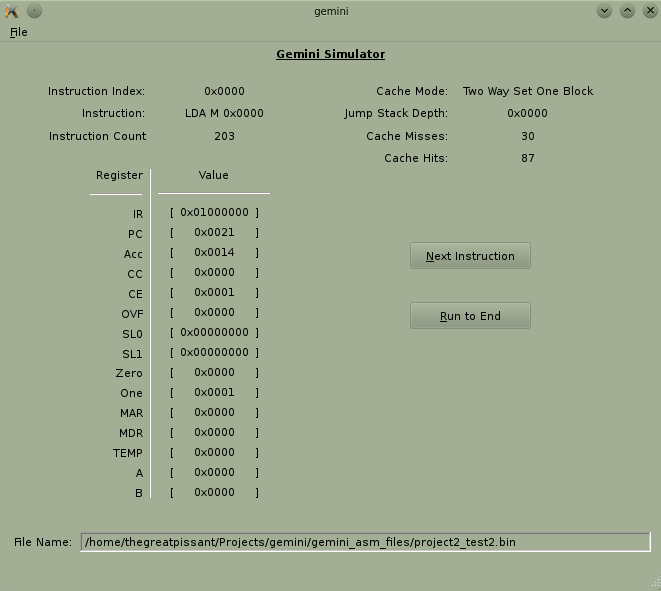 gemini
File
Gemini Simulator
Instruction Index: 0x0000 Cache Mode: Two Way Set One Block
Instruction: LDA M 0x0000 Jump Stack Depth: 0x0000
Instruction Count 203 Cache Misses: 30
Cache Hits: 87
Register Value
IR [ 0x01000000 ]
PC [ 0x0021 ]
Acc [ 0x0014 ]
CC [ 0x0000 ]
CE [ 0x0001 ]
OVF [ 0x0000 ]
SL0 [ 0x00000000 ]
SL1 [ 0x00000000 ]
Zero [ 0x0000 ]
One [ 0x0001 ]
MAR [ 0x0000 ]
MDR [ 0x0000 ]
TEMP [ 0x0000 ]
A [ 0x0000 ]
B [ 0x0000 ]
Next Instruction
Run to End
File Name: /home/thegreatpissant/Projects/gemini/gemini_asm_files/project2_test2.bin